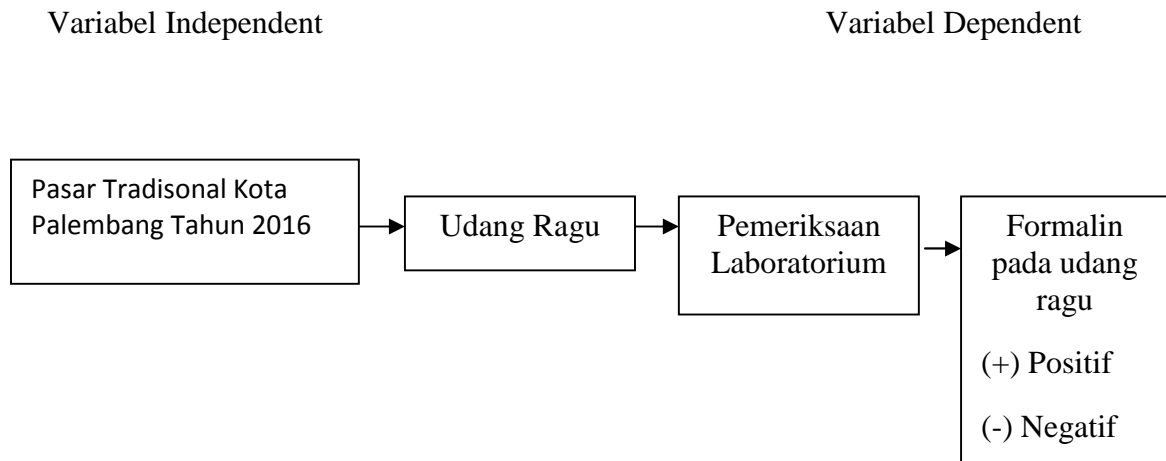 Variabel Independent
Variabel Dependent
Pasar Tradisonal Kota
Palembang Tahun 2016
Udang Ragu
Pemeriksaan
Laboratorium
Formalin
pada udang
ragu
(+) Positif
(-) Negatif